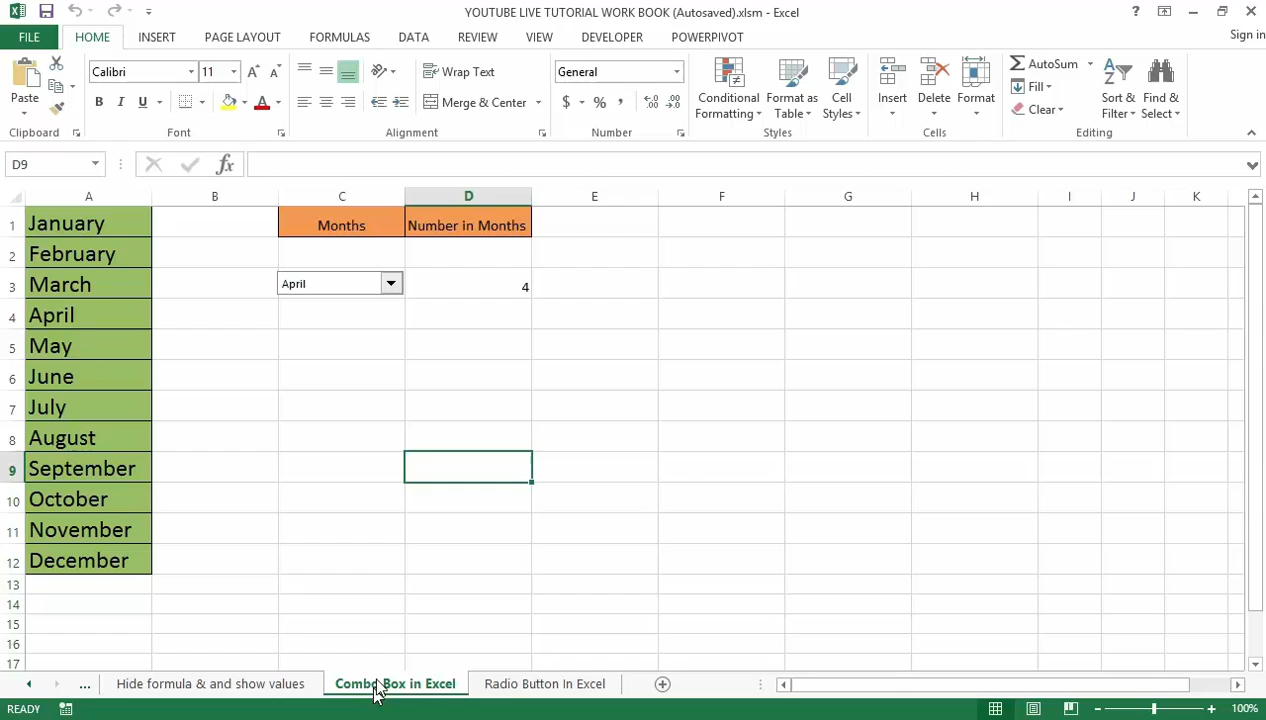 YOUTUBE LIVE TUTORIAL WORK BOOK (Autosaved).xlsm - Excel
?
FILE HOME INSERT PAGE LAYOUT FORMULAS DATA REVIEW VIEW DEVELOPER POWERPIVOT Sign in
Paste
Clipboard
Calibri 11
B I U
Font
Wrap Text
Merge & Center
Alignment
General
$ % ,
Number
Conditional Formatting
Format as Table
Cell Styles
Styles
Insert
Delete
Format
Cells
AutoSum
Fill
Clear
Sort & Filter
Find & Select
Editing
D9 fx
A B C D E F G H I J K
1 January Months Number in Months
2 February
3 March April 4
4 April
5 May
6 June
7 July
8 August
9 September
10 October
11 November
12 December
13
14
15
16
17
... Hide formula & and show values Combo Box in Excel Radio Button In Excel
READY 100%